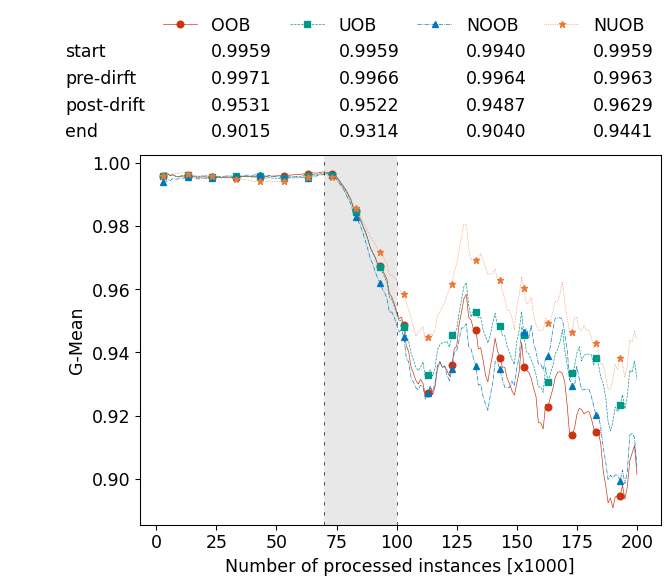 OOB UOB NOOB NUOB
start 0.9959 0.9959 0.9940 0.9959
pre-dirft 0.9971 0.9966 0.9964 0.9963
post-drift 0.9531 0.9522 0.9487 0.9629
end 0.9015 0.9314 0.9040 0.9441
1.00
0.98
0.96
0.94
0.92
0.90
G-Mean
0 25 50 75 100 125 150 175 200
Number of processed instances [x1000]